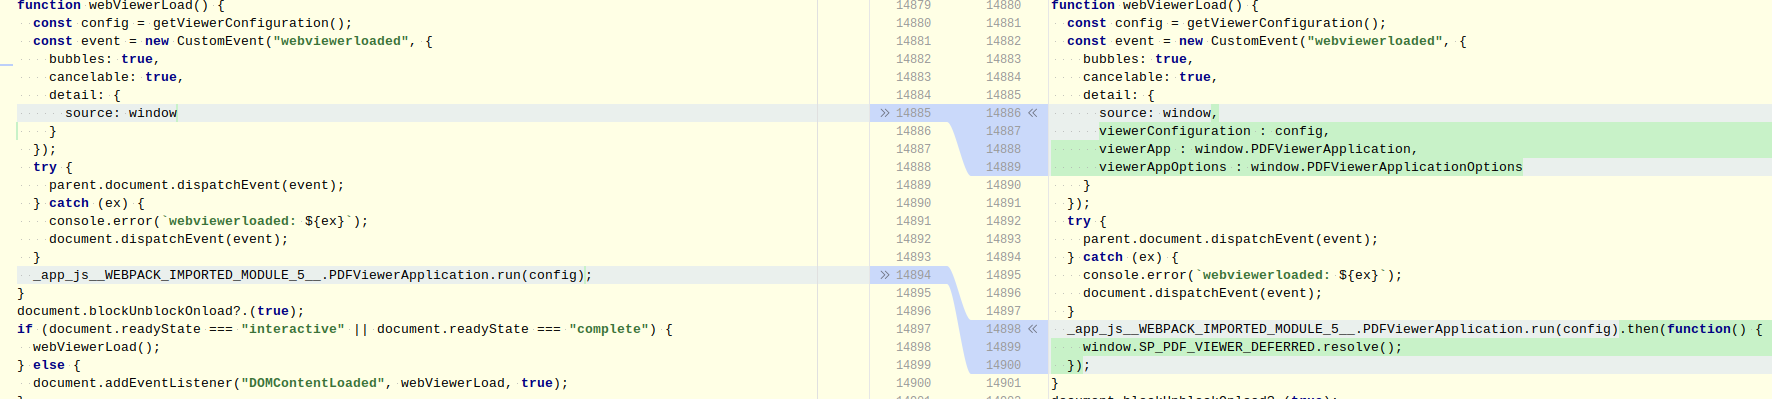 function webViewerLoad() {
const config = getViewerConfiguration();
const event = new CustomEvent("webviewerloaded", {
bubbles: true,
cancelable: true,
detail: {
source: window
}
});
try {
parent.document.dispatchEvent(event);
} catch (ex) {
console.error(`webviewerloaded: ${ex}`);
document.dispatchEvent(event);
}
_app_js__WEBPACK_IMPORTED_MODULE_5__.PDFViewerApplication.run(config);
}
document.blockUnblockOnload?.(true);
if (document.readyState === "interactive" || document.readyState === "complete") {
webViewerLoad();
} else {
document.addEventListener("DOMContentLoaded", webViewerLoad, true);
14879 14880
14880 14881
14881 14882
14882 14883
14883 14884
14884 14885
» 14885 14886 «
14886 14887
14887 14888
14888 14889
14889 14890
14890 14891
14891 14892
14892 14893
14893 14894
» 14894 14895
14895 14896
14896 14897
14897 14898 «
14898 14899
14899 14900
14900 14901
function webViewerLoad() {
const config = getViewerConfiguration();
const event = new CustomEvent("webviewerloaded", {
bubbles: true,
cancelable: true,
detail: {
source: window,
viewerConfiguration : config,
viewerApp : window.PDFViewerApplication,
viewerAppOptions : window.PDFViewerApplicationOptions
}
});
try {
parent.document.dispatchEvent(event);
} catch (ex) {
console.error(`webviewerloaded: ${ex}`);
document.dispatchEvent(event);
}
_app_js__WEBPACK_IMPORTED_MODULE_5__.PDFViewerApplication.run(config).then(function() {
window.SP_PDF_VIEWER_DEFERRED.resolve();
});
}